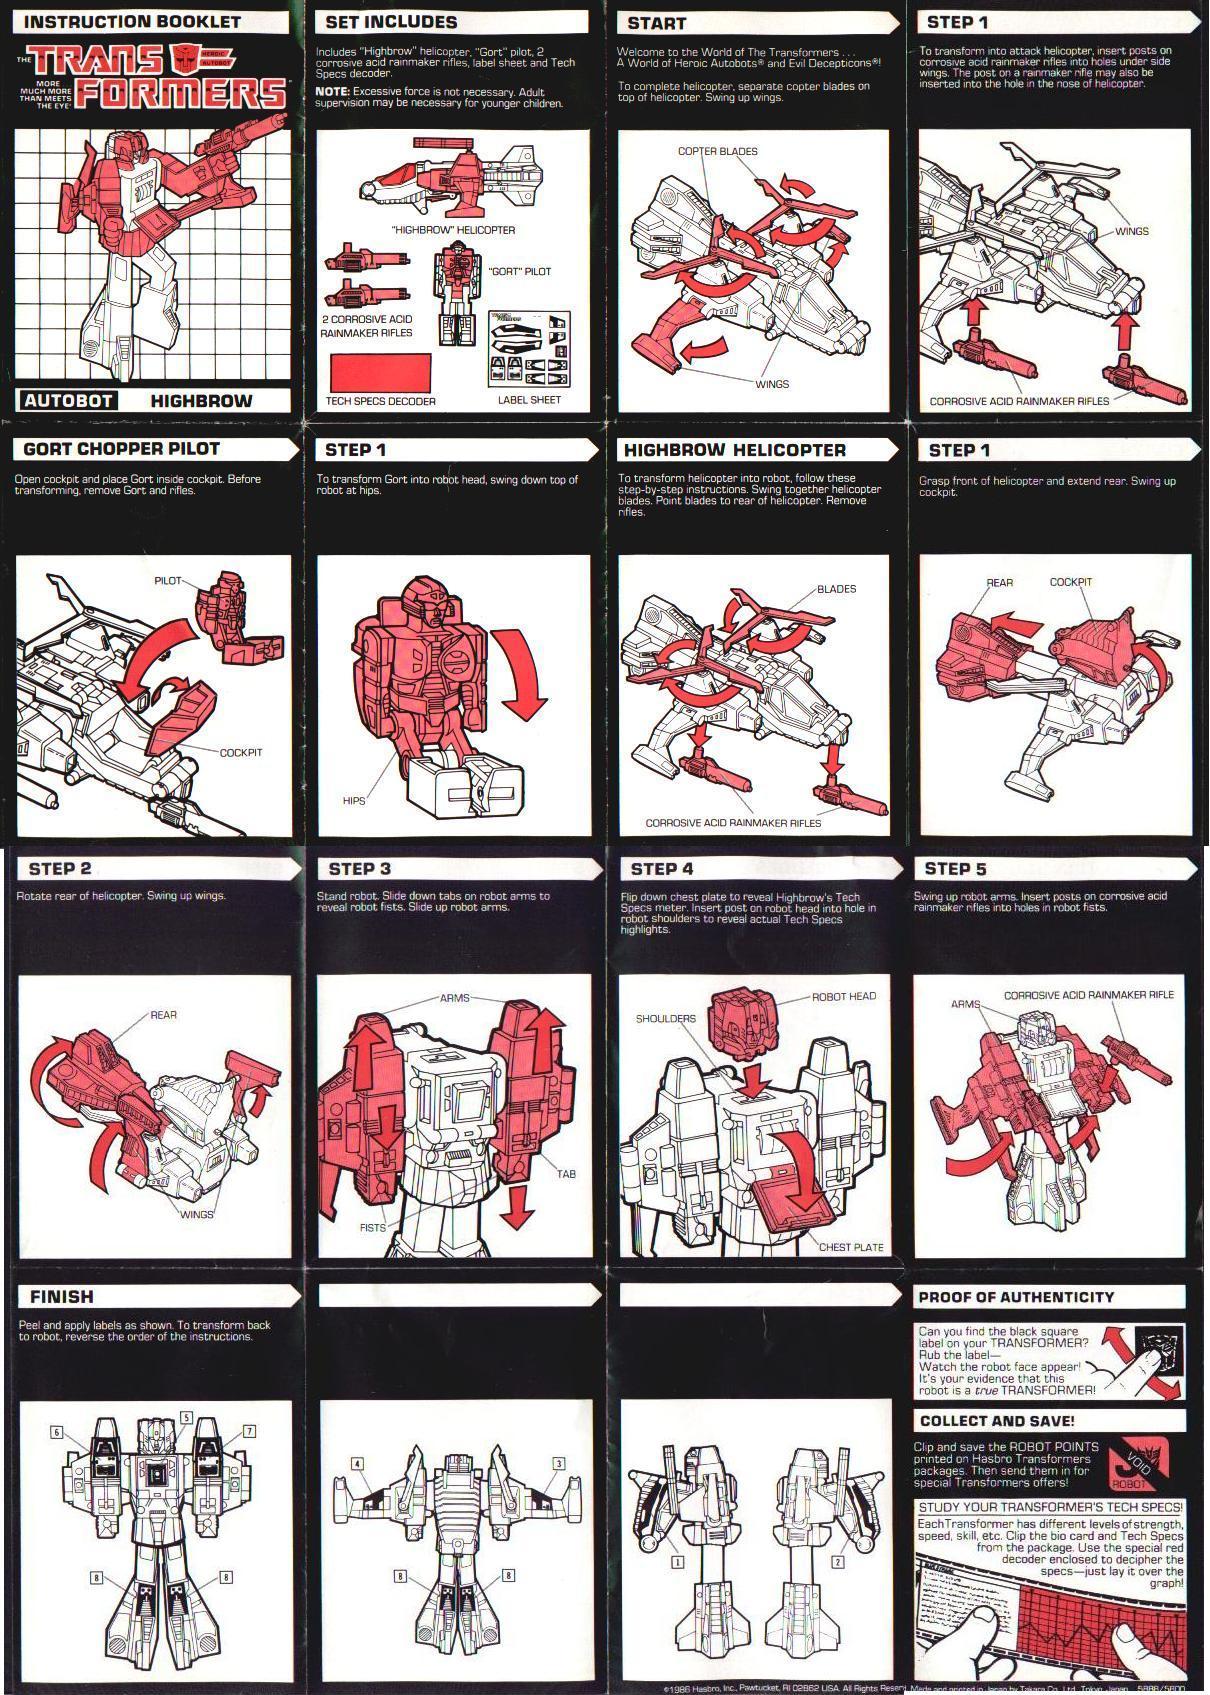 INSTRUCTION BOOKLET
THE TRANSFORMERS
HEROIC
AUTOBOT
MORE
MUCH MORE
THAN MEETS
THE EYE
AUTOBOT HIGHBROW
SET INCLUDES
Includes "Highbrow" helicopter, "Gort" pilot, 2
corrosive acid rainmaker rifles, label sheet and Tech
Specs decoder.
NOTE: Excessive force is not necessary. Adult
supervision may be necessary for younger children.
"HIGHBROW" HELICOPTER
"GORT" PILOT
2 CORROSIVE ACID
RAINMAKER RIFLES
TECH SPECS DECODER
LABEL SHEET
START
Welcome to the World of The Transformers . . .
A World of Heroic Autobots® and Evil Decepticons®!
To complete helicopter, separate copter blades on
top of helicopter. Swing up wings.
COPTER BLADES
WINGS
STEP 1
To transform into attack helicopter, insert posts on
corrosive acid rainmaker rifles into holes under side
wings. The post on a rainmaker rifle may also be
inserted into the hole in the nose of helicopter.
WINGS
CORROSIVE ACID RAINMAKER RIFLES
GORT CHOPPER PILOT
Open cockpit and place Gort inside cockpit. Before
transforming, remove Gort and rifles.
PILOT
COCKPIT
STEP 1
To transform Gort into robot head, swing down top of
robot at hips.
HIPS
HIGHBROW HELICOPTER
To transform helicopter into robot, follow these
step-by-step instructions. Swing together helicopter
blades. Point blades to rear of helicopter. Remove
rifles.
BLADES
CORROSIVE ACID RAINMAKER RIFLES
STEP 1
Grasp front of helicopter and extend rear. Swing up
cockpit.
REAR
COCKPIT
STEP 2
Rotate rear of helicopter. Swing up wings.
REAR
WINGS
STEP 3
Stand robot. Slide down tabs on robot arms to
reveal robot fists. Slide up robot arms.
ARMS
TAB
FISTS
STEP 4
Flip down chest plate to reveal Highbrow's Tech
Specs meter. Insert post on robot head into hole in
robot shoulders to reveal actual Tech Specs
highlights.
ROBOT HEAD
SHOULDERS
CHEST PLATE
STEP 5
Swing up robot arms. Insert posts on corrosive acid
rainmaker rifles into holes in robot fists.
CORROSIVE ACID RAINMAKER RIFLE
ARMS
FINISH
Peel and apply labels as shown. To transform back
to robot, reverse the order of the instructions.
6
5
7
8
8
4
3
8
8
1
2
©1986 Hasbro, Inc., Pawtucket, RI 02862 USA. All Rights Reser
PROOF OF AUTHENTICITY
Can you find the black square
label on your TRANSFORMER?
Rub the label—
Watch the robot face appear!
It's your evidence that this
robot is a true TRANSFORMER!
COLLECT AND SAVE!
Clip and save the ROBOT POINTS
printed on Hasbro Transformers
packages. Then send them in for
special Transformers offers!
VOID
ROBOT
STUDY YOUR TRANSFORMER'S TECH SPECS!
Each Transformer has different levels of strength,
speed, skill, etc. Clip the bio card and Tech Specs
from the package. Use the special red
decoder enclosed to decipher the
specs—just lay it over the
graph!
Made and printed in Japan by Takara Co., Ltd., Tokyo, Japan